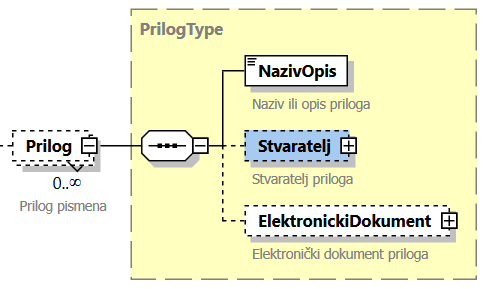 PrilogType
NazivOpis
Naziv ili opis priloga
Prilog
0..∞
Prilog pismena
Stvaratelj
Stvaratelj priloga
ElektronickiDokument
Elektronički dokument priloga